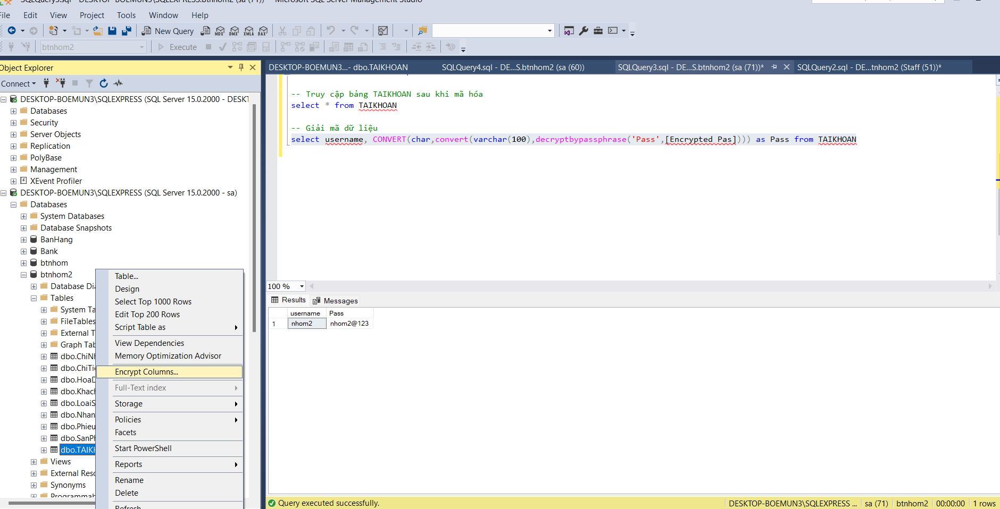 SQLQuery3.sql - DESKTOP-BOEMUN3\SQLEXPRESS.btnhom2 (sa (71))* - Microsoft SQL Server Management Studio
File Edit View Project Tools Window Help
New Query MDX DMX XMLA DAX
btnhom2 Execute
Object Explorer
DESKTOP-BOEMUN3...- dbo.TAIKHOAN SQLQuery4.sql - DE...S.btnhom2 (sa (60)) SQLQuery3.sql - DE...S.btnhom2 (sa (71))* SQLQuery2.sql - DE...tnhom2 (Staff (51))*
Connect
DESKTOP-BOEMUN3\SQLEXPRESS (SQL Server 15.0.2000 - DESKT
Databases
Security
Server Objects
Replication
PolyBase
Management
XEvent Profiler
DESKTOP-BOEMUN3\SQLEXPRESS (SQL Server 15.0.2000 - sa)
Databases
System Databases
Database Snapshots
BanHang
Bank
btnhom
btnhom2
Database Dia
Tables
System Ta
FileTables
External T
Graph Tab
dbo.ChiNh
dbo.ChiTie
dbo.HoaD
dbo.Khach
dbo.LoaiS
dbo.Nhan
dbo.Phieu
dbo.SanPh
dbo.TAIKH
Views
External Reso
Synonyms
Programmab
Table...
Design
Select Top 1000 Rows
Edit Top 200 Rows
Script Table as
View Dependencies
Memory Optimization Advisor
Encrypt Columns...
Full-Text index
Storage
Policies
Facets
Start PowerShell
Reports
Rename
Delete
Refresh
-- Truy cập bảng TAIKHOAN sau khi mã hóa
select * from TAIKHOAN
-- Giải mã dữ liệu
select username, CONVERT(char,convert(varchar(100),decryptbypassphrase('Pass',[Encrypted Pas]))) as Pass from TAIKHOAN
100 %
Results Messages
username Pass
1 nhom2 nhom2@123
Query executed successfully. DESKTOP-BOEMUN3\SQLEXPRESS ... sa (71) btnhom2 00:00:00 1 rows